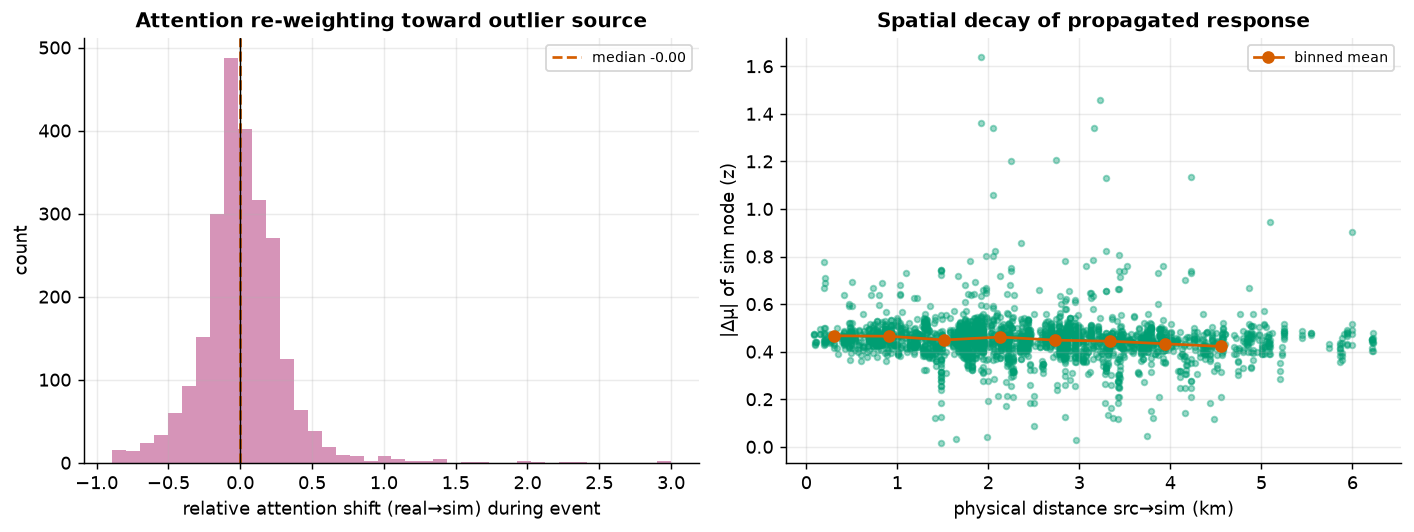 Attention re-weighting toward outlier source
500
400
300
200
100
0
count
median -0.00
−1.0 −0.5 0.0 0.5 1.0 1.5 2.0 2.5 3.0
relative attention shift (real→sim) during event
Spatial decay of propagated response
1.6
1.4
1.2
1.0
0.8
0.6
0.4
0.2
0.0
|Δμ| of sim node (z)
binned mean
0 1 2 3 4 5 6
physical distance src→sim (km)